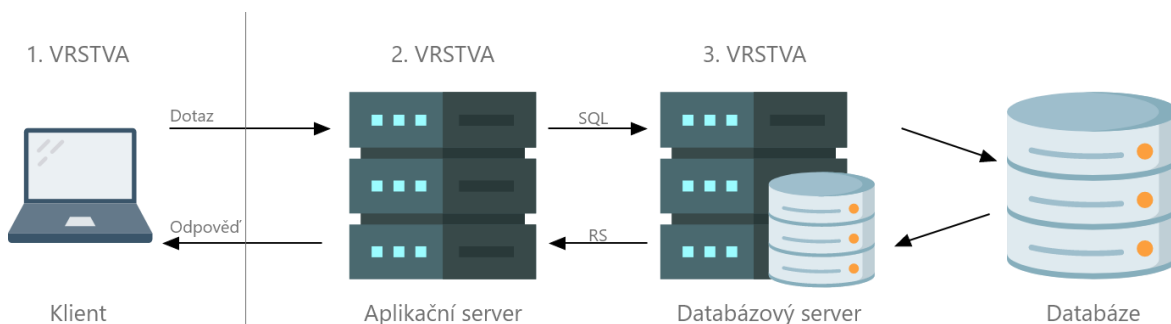 1. VRSTVA
2. VRSTVA
3. VRSTVA
Dotaz
SQL
Odpověď
RS
Klient
Aplikační server
Databázový server
Databáze